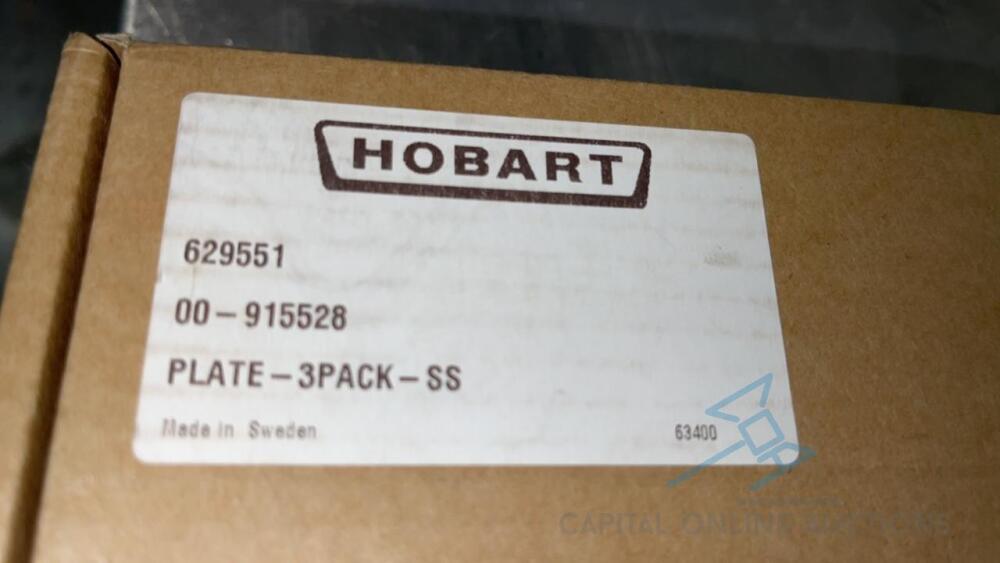 HOBART
629551
00-915528
PLATE-3PACK-SS
Made in Sweden
63400
CAPITAL ONLINE AUCTIONS